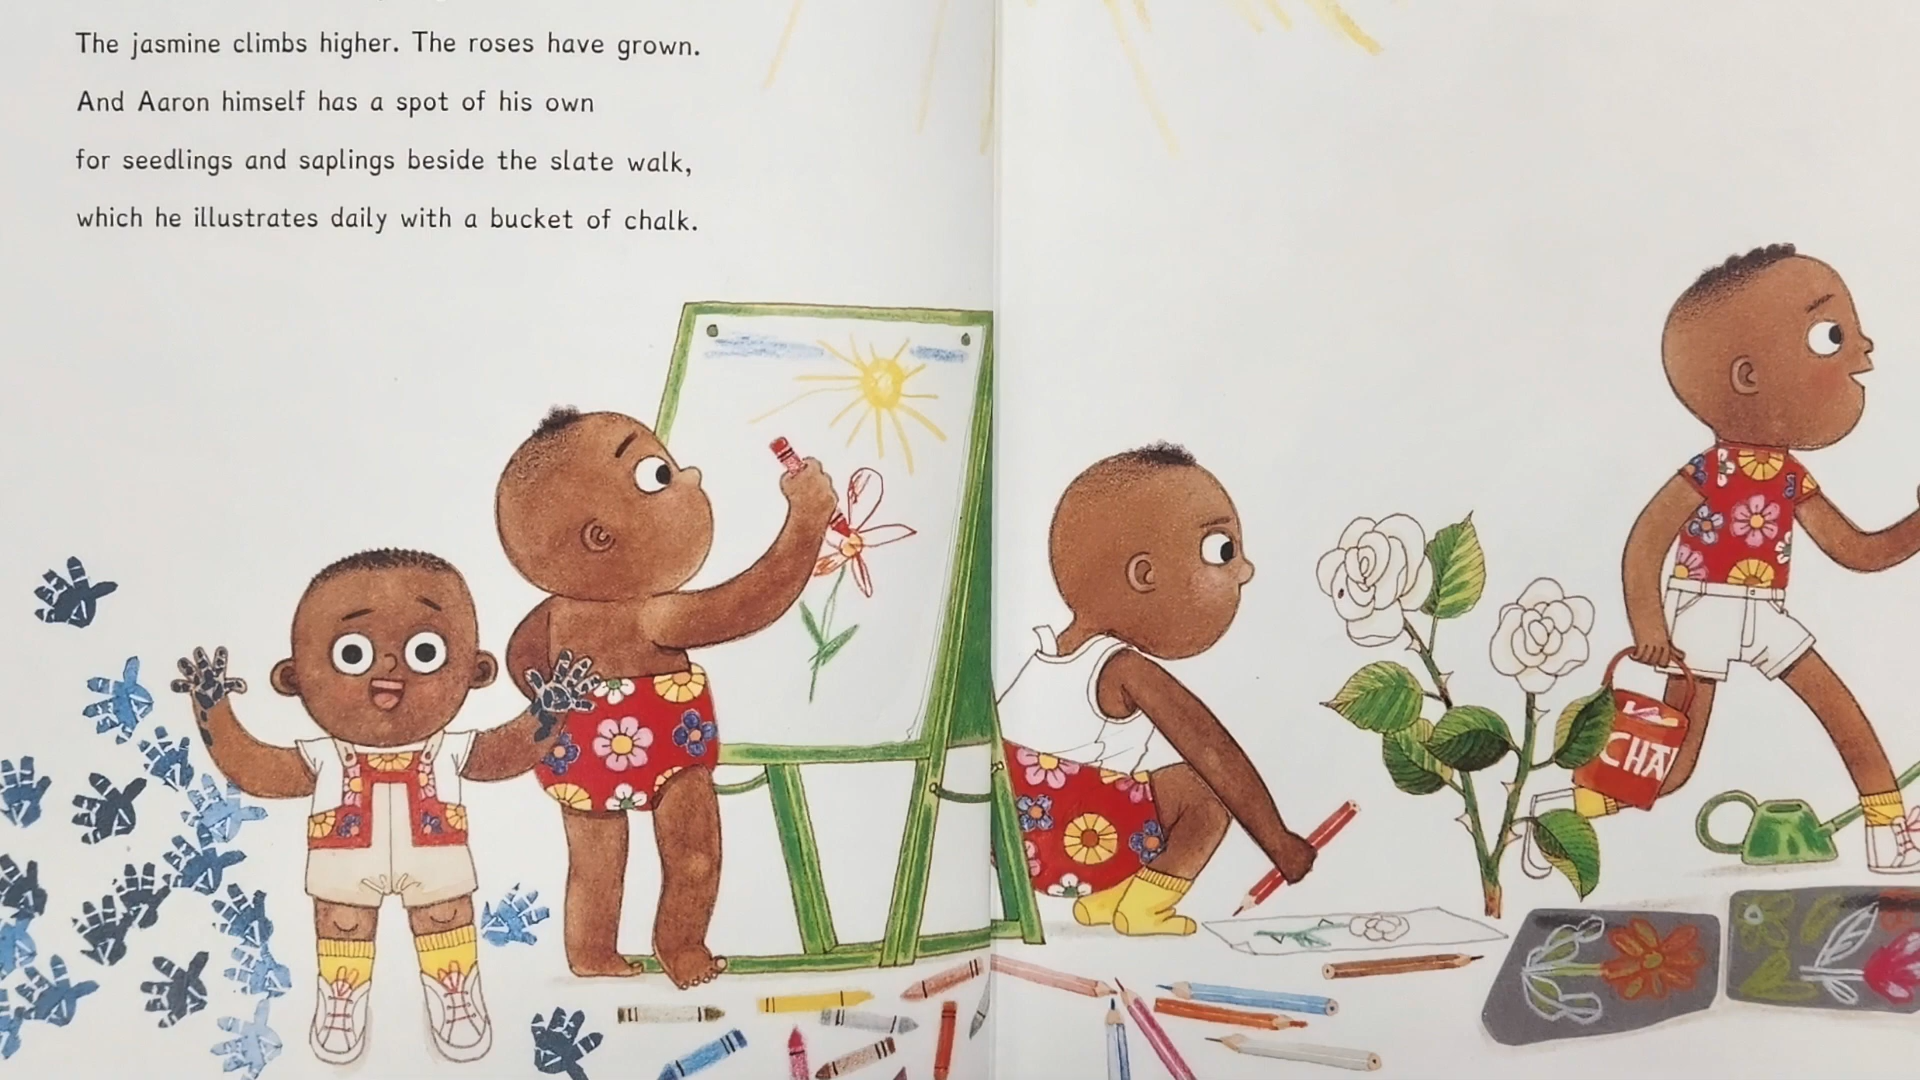 The jasmine climbs higher. The roses have grown.
And Aaron himself has a spot of his own
for seedlings and saplings beside the slate walk,
which he illustrates daily with a bucket of chalk.
CHA